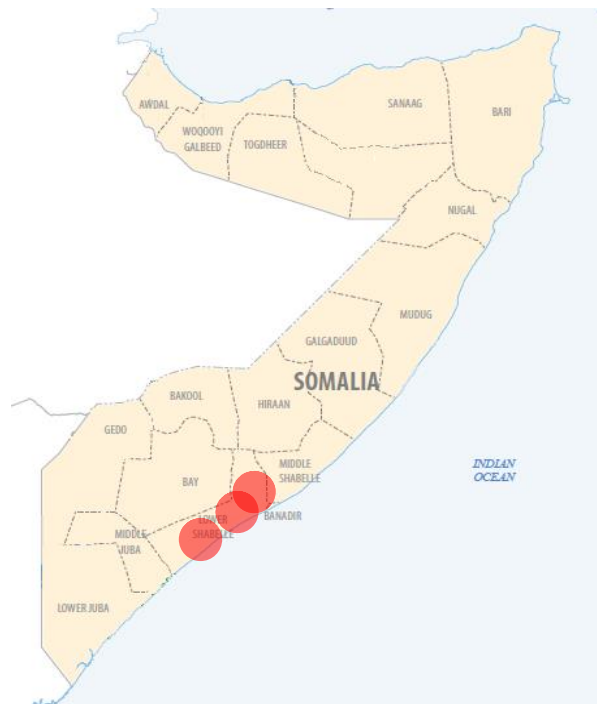 AWDAL
WOQOOYI
GALBEED
TOGDHEER
SANAAG
BARI
NUGAL
MUDUG
GALGADUUD
SOMALIA
HIRAAN
BAKOOL
GEDO
BAY
MIDDLE
SHABELLE
INDIAN
OCEAN
BANADIR
LOWER
SHABELLE
MIDDLE
JUBA
LOWER JUBA